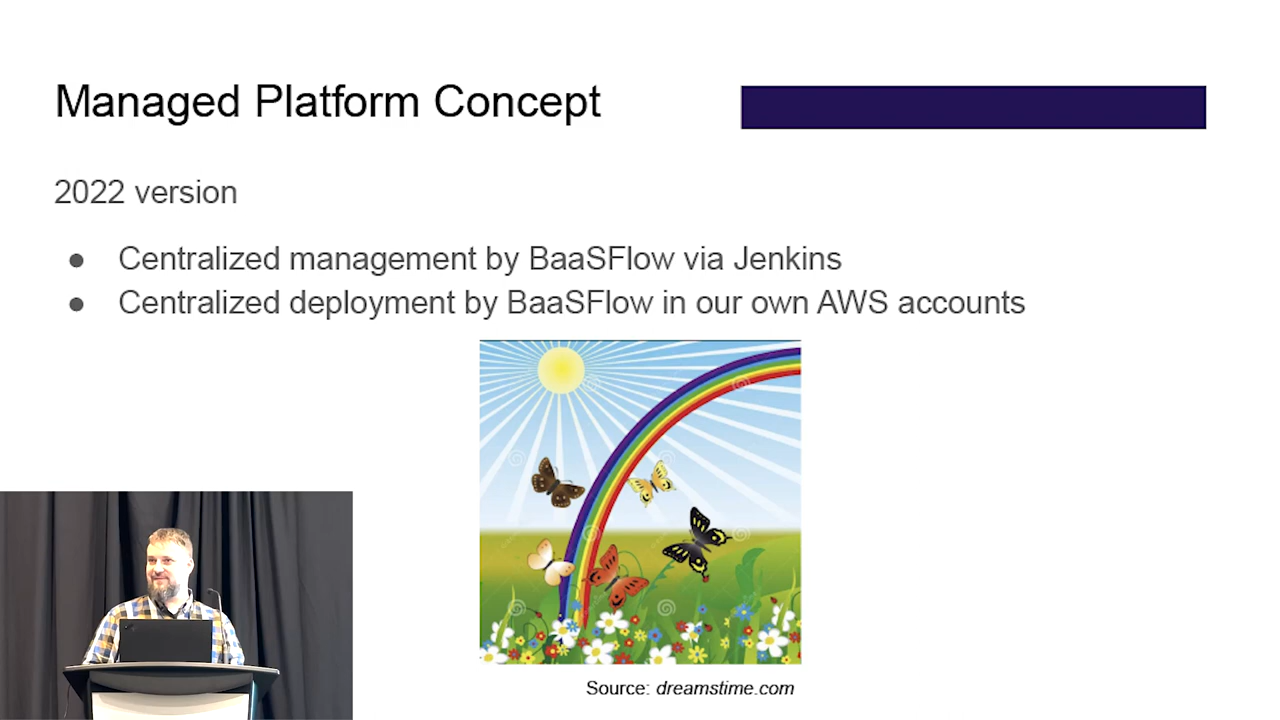 Managed Platform Concept
2022 version
● Centralized management by BaaSFlow via Jenkins
● Centralized deployment by BaaSFlow in our own AWS accounts
Source: dreamstime.com